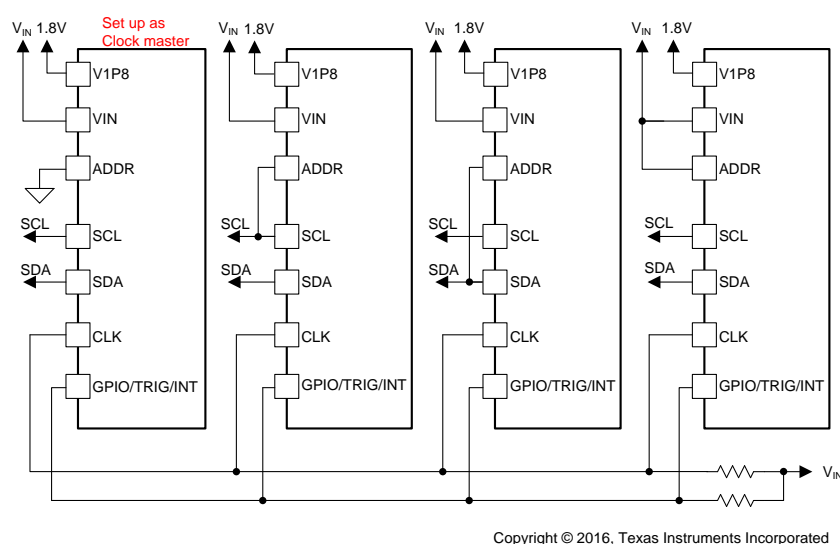 Set up as
Clock master
VIN 1.8V
V1P8
VIN
ADDR
SCL
SCL
SDA
SDA
CLK
GPIO/TRIG/INT
VIN 1.8V
V1P8
VIN
ADDR
SCL
SCL
SDA
SDA
CLK
GPIO/TRIG/INT
VIN 1.8V
V1P8
VIN
ADDR
SCL
SCL
SDA
SDA
CLK
GPIO/TRIG/INT
VIN 1.8V
V1P8
VIN
ADDR
SCL
SCL
SDA
SDA
CLK
GPIO/TRIG/INT
VIN
Copyright © 2016, Texas Instruments Incorporated